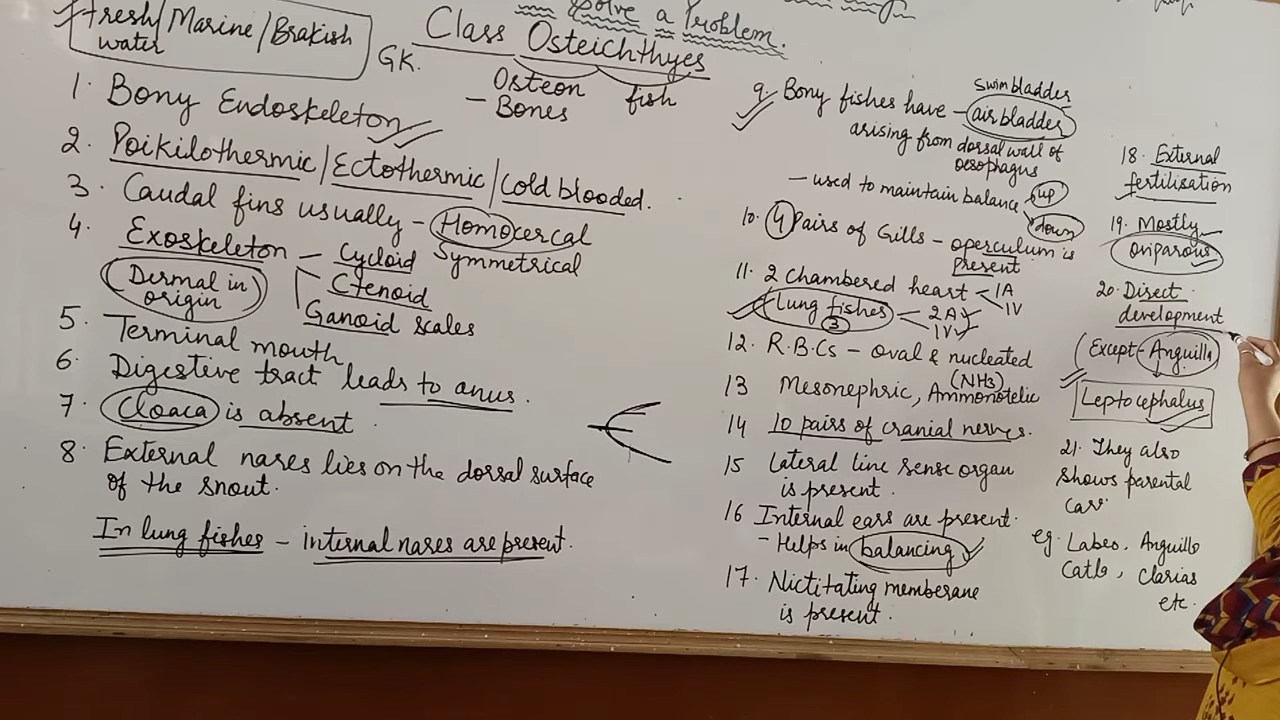 Solve a Problem.
Fresh/Marine/Brakish
water
GK.
Class Osteichthyes
Osteon fish
- Bones
1. Bony Endoskeleton
2. Poikilothermic/Ectothermic/Cold blooded.
3. Caudal fins usually - Homocercal
Symmetrical
4. Exoskeleton - Cycloid
Dermal in origin
Ctenoid
Ganoid scales
5. Terminal mouth
6. Digestive tract leads to anus.
7. Cloaca is absent.
8. External nares lies on the dorsal surface
of the snout.
In lung fishes - internal nares are present.
9. Bony fishes have - air bladder
swimbladder
arising from dorsal wall of
oesophagns
- used to maintain balance up
down
10. 4 Pairs of Gills - operculum is
present
11. 2 chambered heart 1A
1V
Lung fishes 2A
3 1V
12. R.B.Cs - oval & nucleated
13 Mesonephric, Ammonotelic
(NH3)
14 10 pairs of cranial nerves.
15 Lateral line sense organ
is present.
16 Internal ears are present.
- Helps in balancing
17. Nictitating memberane
is present.
18. External
fertilisation
19. Mostly
oviparous
20. Direct
development
(Except - Anguilla)
Leptocephalus
21. They also
shows parental
care
eg. Labeo, Anguilla
Catla, Clarias
etc.